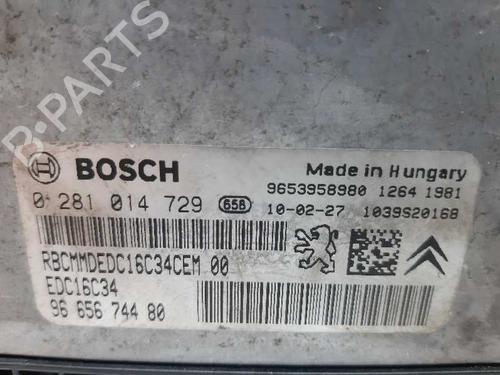 BOSCH
Made in Hungary
9653958980 1264 1981
0 281 014 729 658
10-02-27 1039S20168
RBCMMDEDC16C34CEM 00
EDC16C34
96 656 744 80
B-PARTS